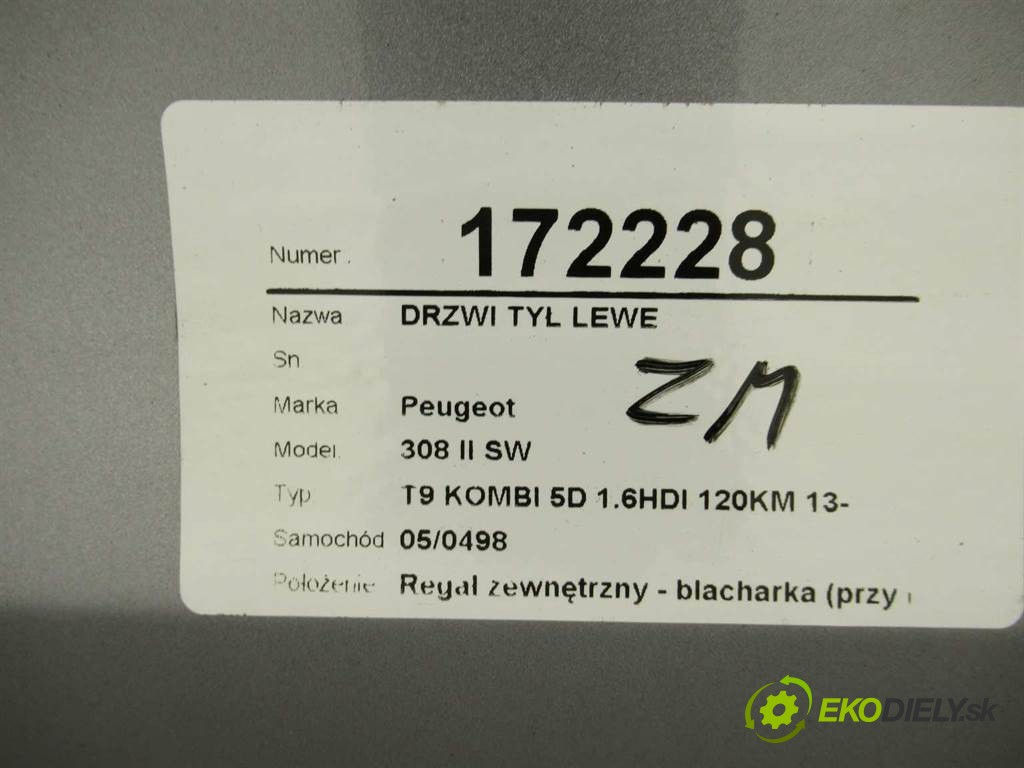 Numer. 172228
Nazwa DRZWI TYŁ LEWE
Sn
ZM
Marka Peugeot
Model. 308 II SW
Typ T9 KOMBI 5D 1.6HDI 120KM 13-
Samochód 05/0498
Położenie Regał zewnętrzny - blacharka (przy
EKODIELY.sk